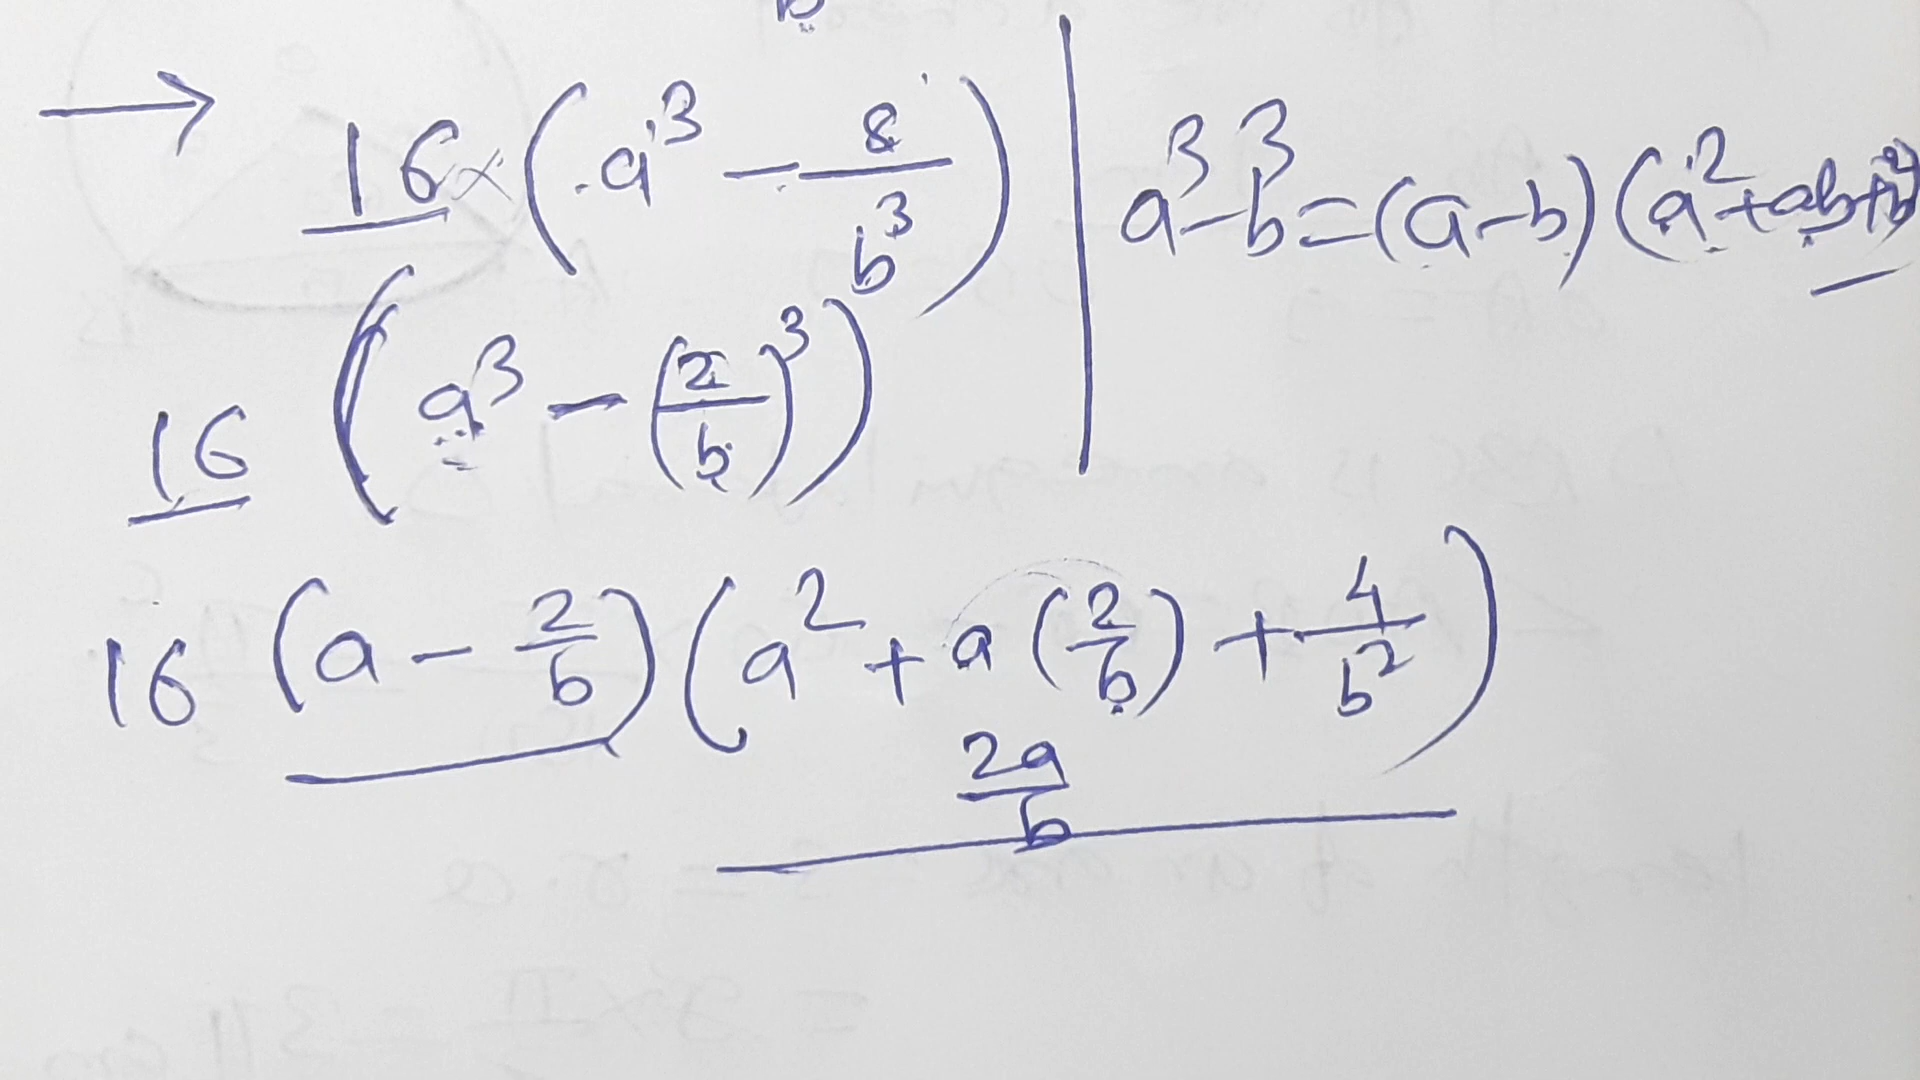 → 16 × (a³ − 8/b³)
a³ − b³ = (a − b) (a² + ab + b²)
16 (a³ − (2/b)³)
16 (a − 2/b) (a² + a (2/b) + 4/b²)
2a/b